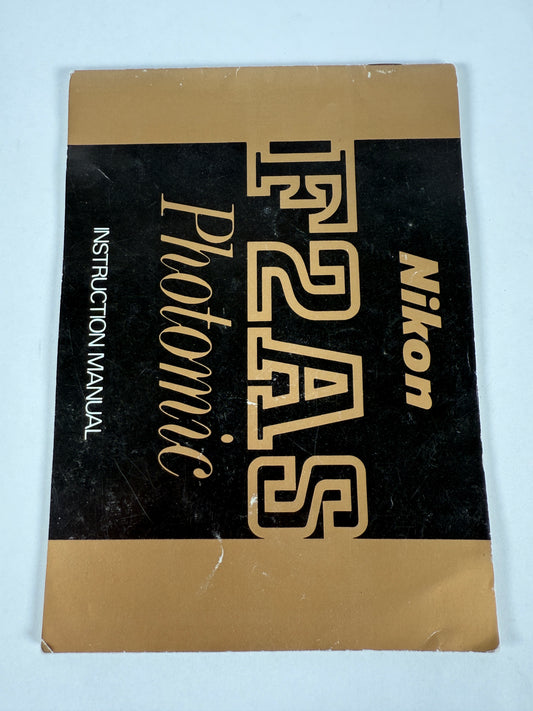 Nikon
F2AS
Photomic
INSTRUCTION MANUAL